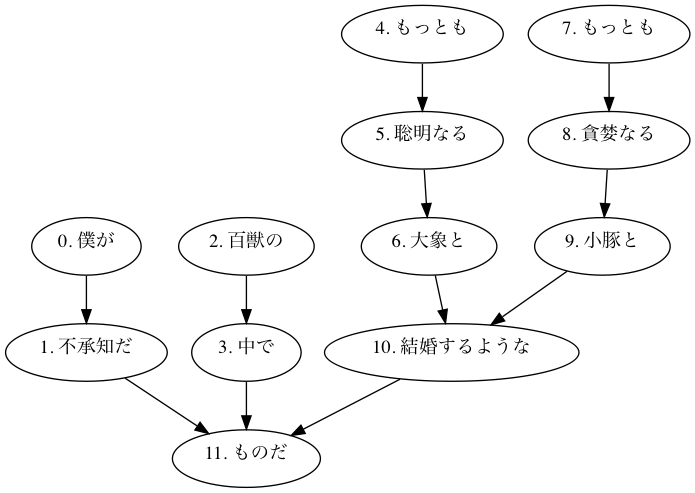 4. もっとも
7. もっとも
5. 聡明なる
8. 貪婪なる
0. 僕が
2. 百獣の
6. 大象と
9. 小豚と
1. 不承知だ
3. 中で
10. 結婚するような
11. ものだ